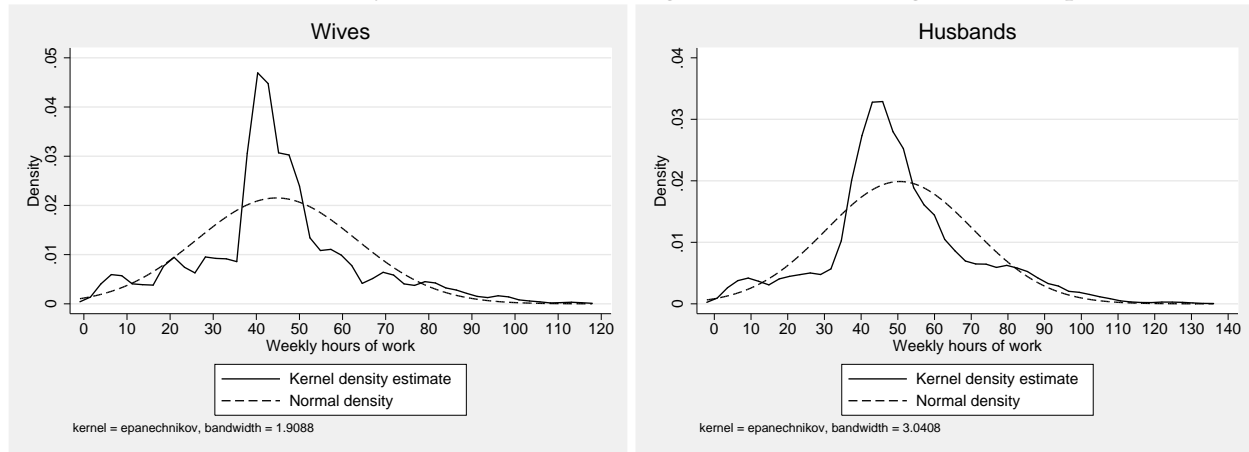 Wives
.05
.04
.03
.02
.01
0
Density
0 10 20 30 40 50 60 70 80 90 100 110 120
Weekly hours of work
Kernel density estimate
Normal density
kernel = epanechnikov, bandwidth = 1.9088
Husbands
.04
.03
.02
.01
0
Density
0 10 20 30 40 50 60 70 80 90 100 110 120 130 140
Weekly hours of work
Kernel density estimate
Normal density
kernel = epanechnikov, bandwidth = 3.0408